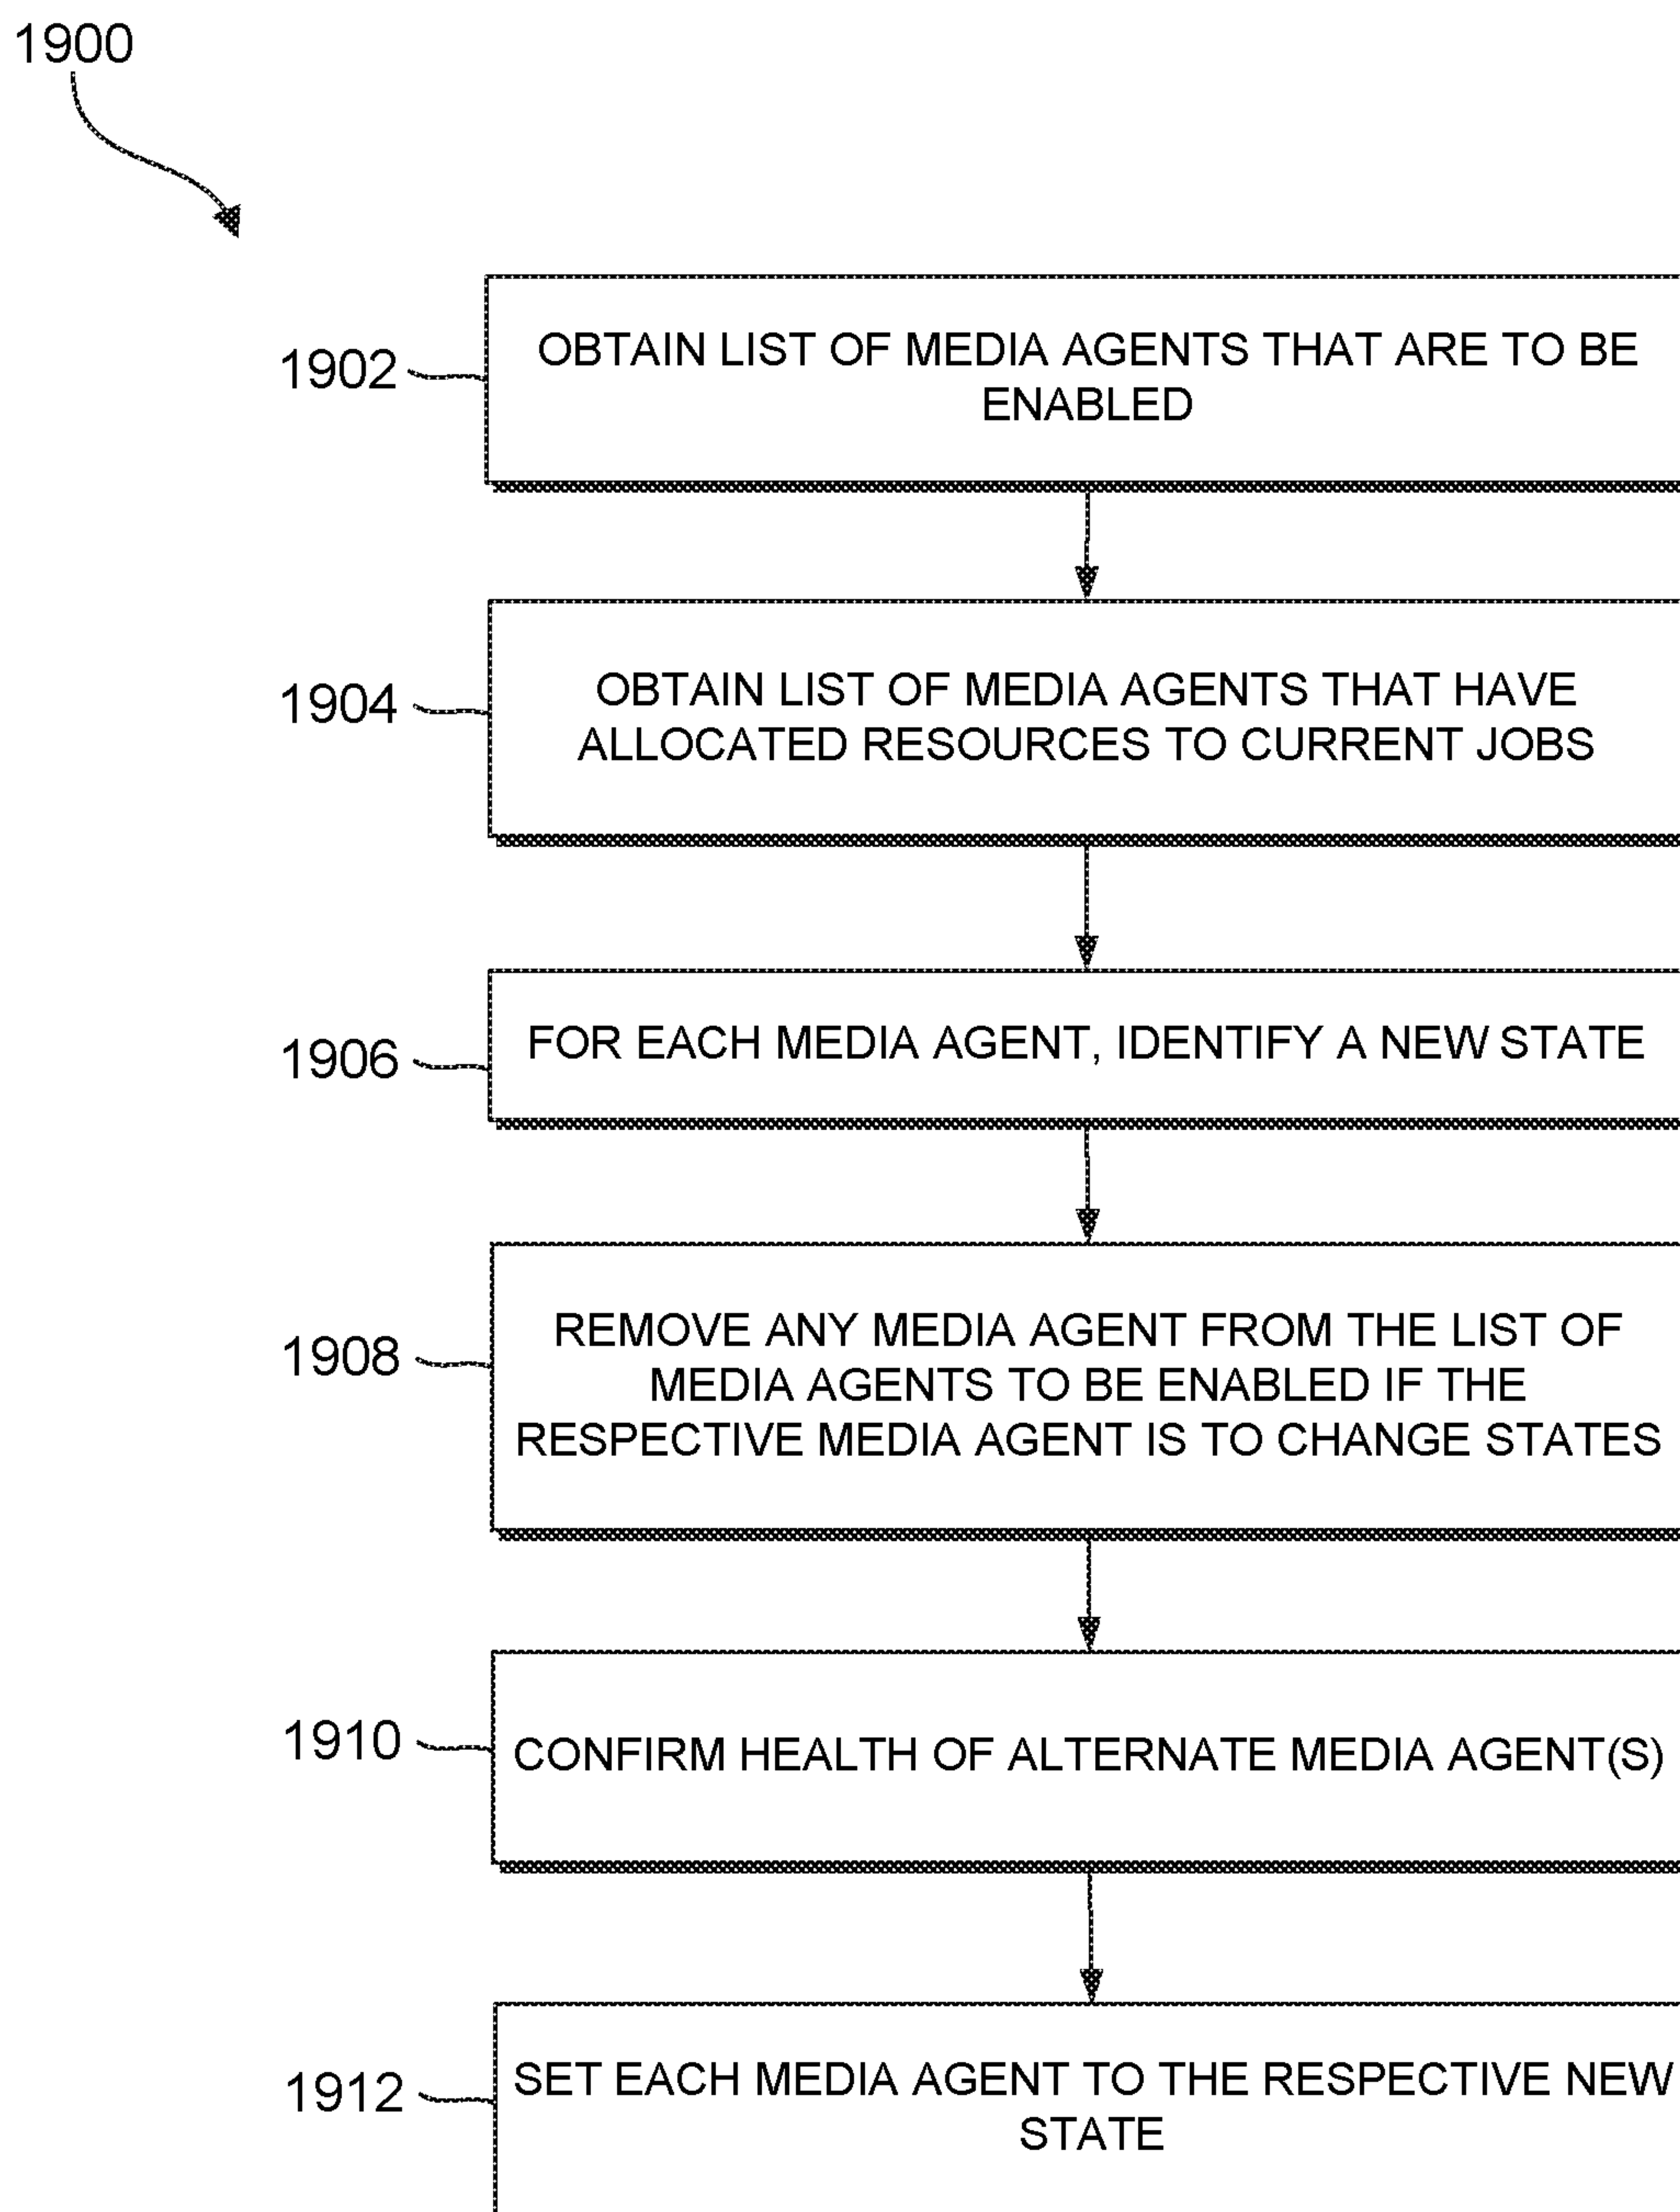 1900
1902
OBTAIN LIST OF MEDIA AGENTS THAT ARE TO BE
ENABLED
1904
OBTAIN LIST OF MEDIA AGENTS THAT HAVE
ALLOCATED RESOURCES TO CURRENT JOBS
1906
FOR EACH MEDIA AGENT, IDENTIFY A NEW STATE
1908
REMOVE ANY MEDIA AGENT FROM THE LIST OF
MEDIA AGENTS TO BE ENABLED IF THE
RESPECTIVE MEDIA AGENT IS TO CHANGE STATES
1910
CONFIRM HEALTH OF ALTERNATE MEDIA AGENT(S)
1912
SET EACH MEDIA AGENT TO THE RESPECTIVE NEW
STATE